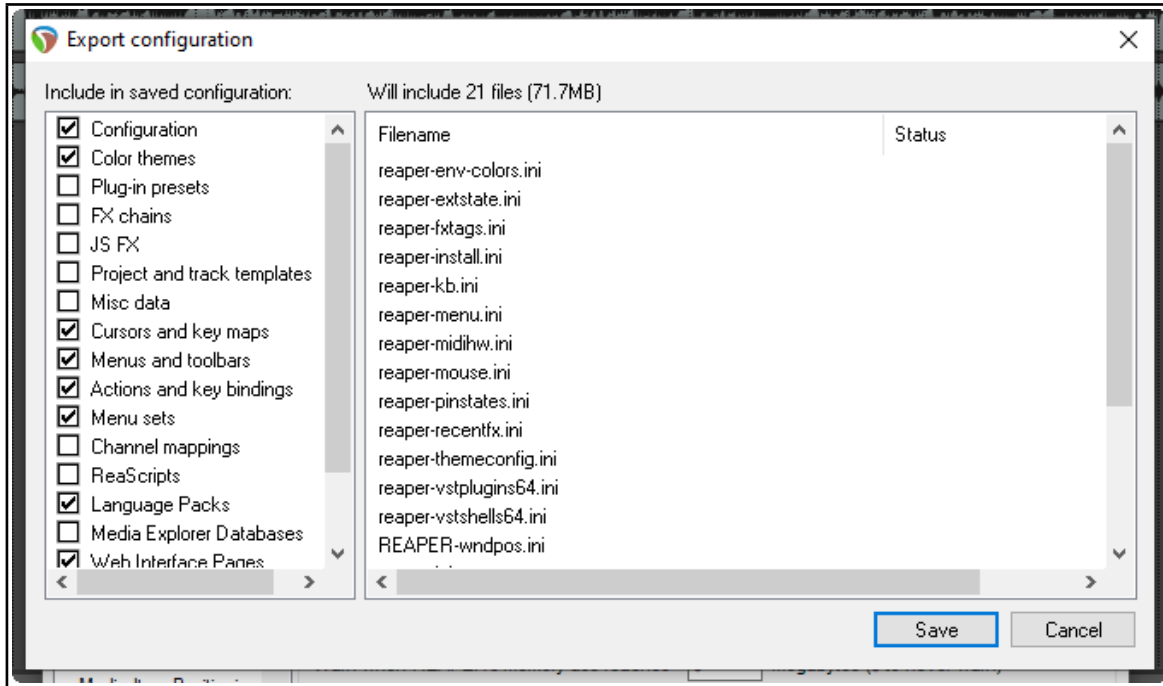 Export configuration
Include in saved configuration:
Will include 21 files (71.7MB)
Configuration
Color themes
Plug-in presets
FX chains
JS FX
Project and track templates
Misc data
Cursors and key maps
Menus and toolbars
Actions and key bindings
Menu sets
Channel mappings
ReaScripts
Language Packs
Media Explorer Databases
Web Interface Pages
Filename Status
reaper-env-colors.ini
reaper-extstate.ini
reaper-fxtags.ini
reaper-install.ini
reaper-kb.ini
reaper-menu.ini
reaper-midihw.ini
reaper-mouse.ini
reaper-pinstates.ini
reaper-recentfx.ini
reaper-themeconfig.ini
reaper-vstplugins64.ini
reaper-vstshells64.ini
REAPER-wndpos.ini
Save Cancel